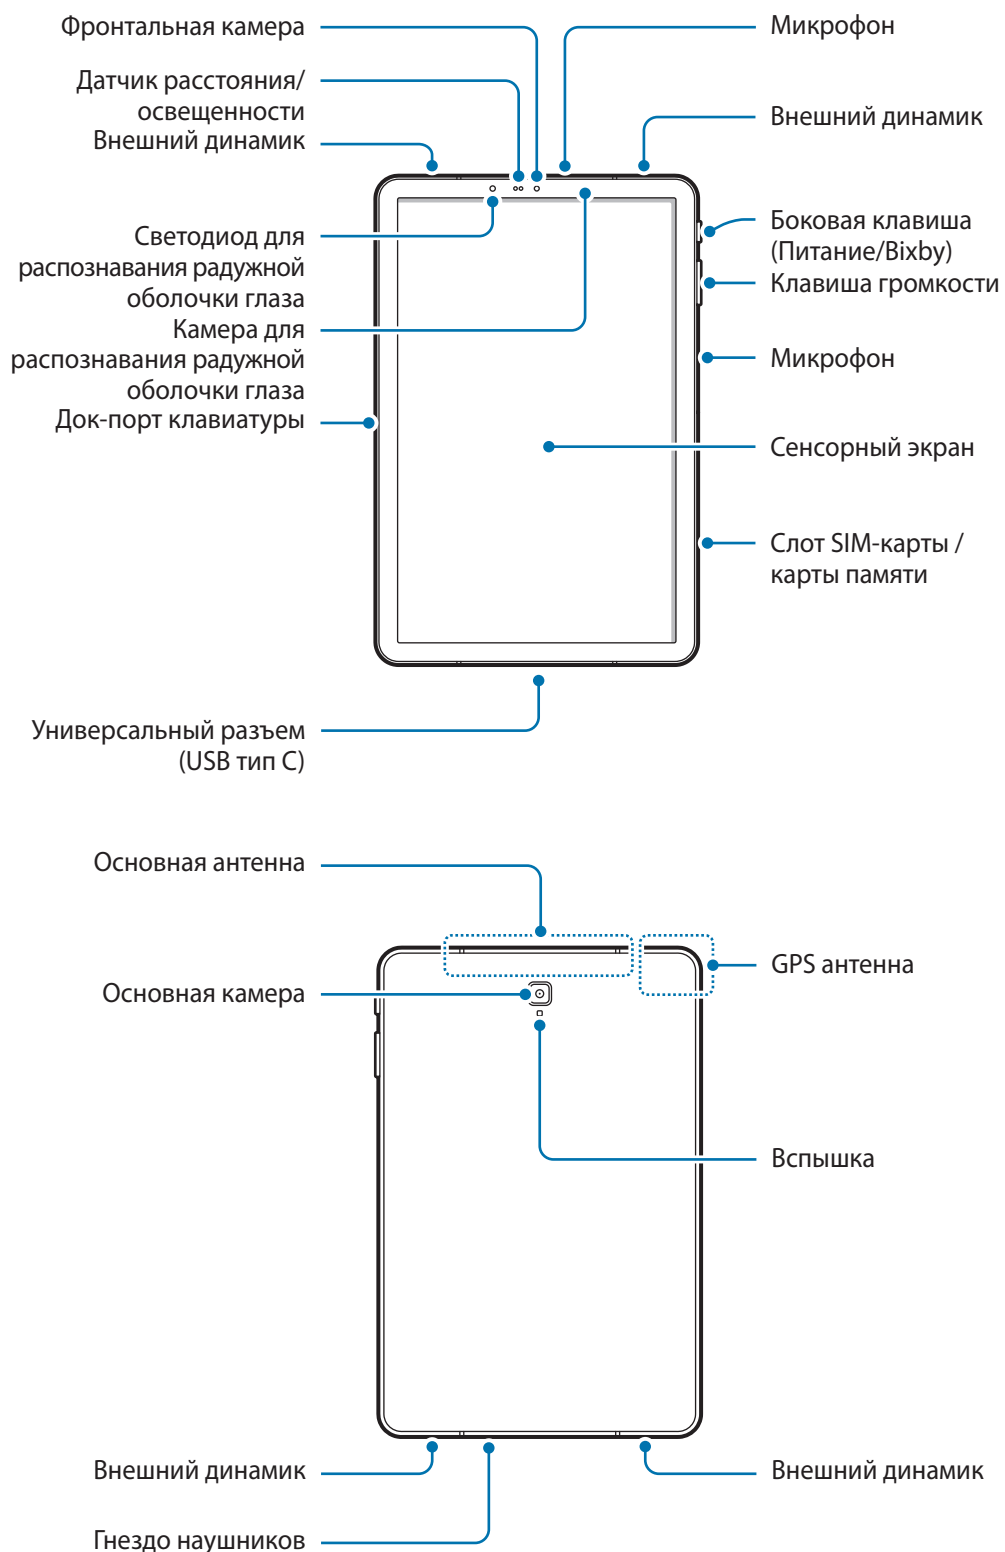 Фронтальная камера
Датчик расстояния/
освещенности
Внешний динамик
Светодиод для
распознавания радужной
оболочки глаза
Камера для
распознавания радужной
оболочки глаза
Док-порт клавиатуры
Универсальный разъем
(USB тип C)
Микрофон
Внешний динамик
Боковая клавиша
(Питание/Bixby)
Клавиша громкости
Микрофон
Сенсорный экран
Слот SIM-карты /
карты памяти
Основная антенна
Основная камера
Внешний динамик
Гнездо наушников
GPS антенна
Вспышка
Внешний динамик